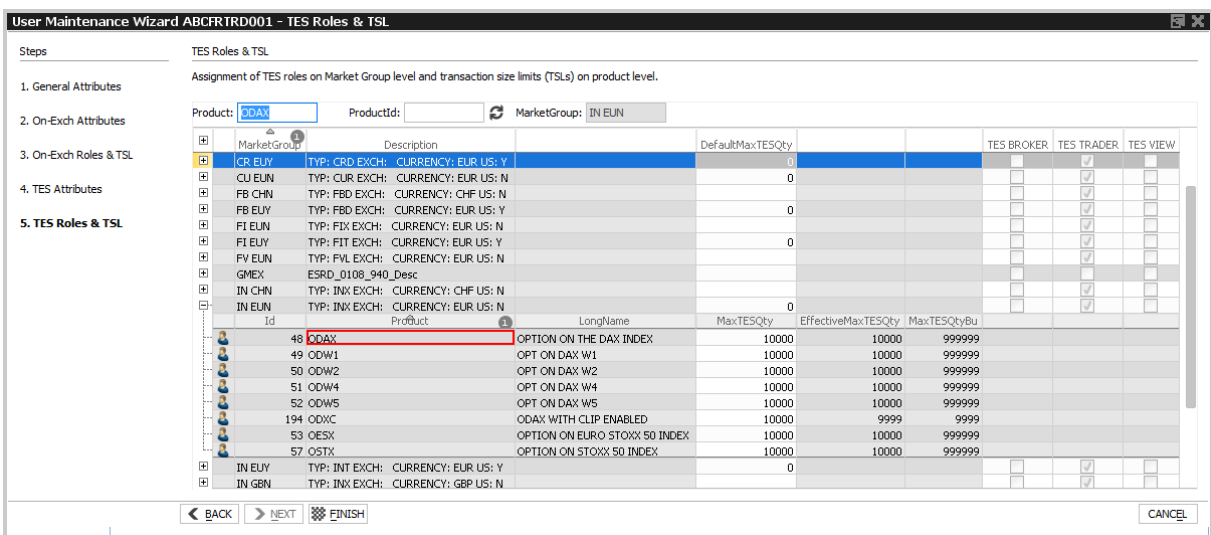 User Maintenance Wizard ABCFRTRD001 - TES Roles & TSL
Steps
1. General Attributes
2. On-Exch Attributes
3. On-Exch Roles & TSL
4. TES Attributes
5. TES Roles & TSL
TES Roles & TSL
Assignment of TES roles on Market Group level and transaction size limits (TSLs) on product level.
Product: ODAX ProductId: MarketGroup: IN EUN
MarketGroup 1 Description DefaultMaxTESQty TES BROKER TES TRADER TES VIEW
CR EUY TYP: CRD EXCH: CURRENCY: EUR US: Y 0
CU EUN TYP: CUR EXCH: CURRENCY: EUR US: N 0
FB CHN TYP: FBD EXCH: CURRENCY: CHF US: N
FB EUY TYP: FBD EXCH: CURRENCY: EUR US: Y 0
FI EUN TYP: FIX EXCH: CURRENCY: EUR US: N
FI EUY TYP: FIT EXCH: CURRENCY: EUR US: Y 0
FV EUN TYP: FVL EXCH: CURRENCY: EUR US: N
GMEX ESRD_0108_940_Desc
IN CHN TYP: INX EXCH: CURRENCY: CHF US: N
IN EUN TYP: INX EXCH: CURRENCY: EUR US: N 0
Id Product 1 LongName MaxTESQty EffectiveMaxTESQty MaxTESQtyBu
48 ODAX OPTION ON THE DAX INDEX 10000 10000 999999
49 ODW1 OPT ON DAX W1 10000 10000 999999
50 ODW2 OPT ON DAX W2 10000 10000 999999
51 ODW4 OPT ON DAX W4 10000 10000 999999
52 ODW5 OPT ON DAX W5 10000 10000 999999
194 ODXC ODAX WITH CLIP ENABLED 10000 9999 9999
53 OESX OPTION ON EURO STOXX 50 INDEX 10000 10000 999999
57 OSTX OPTION ON STOXX 50 INDEX 10000 10000 999999
IN EUY TYP: INT EXCH: CURRENCY: EUR US: Y 0
IN GBN TYP: INX EXCH: CURRENCY: GBP US: N
BACK NEXT FINISH CANCEL